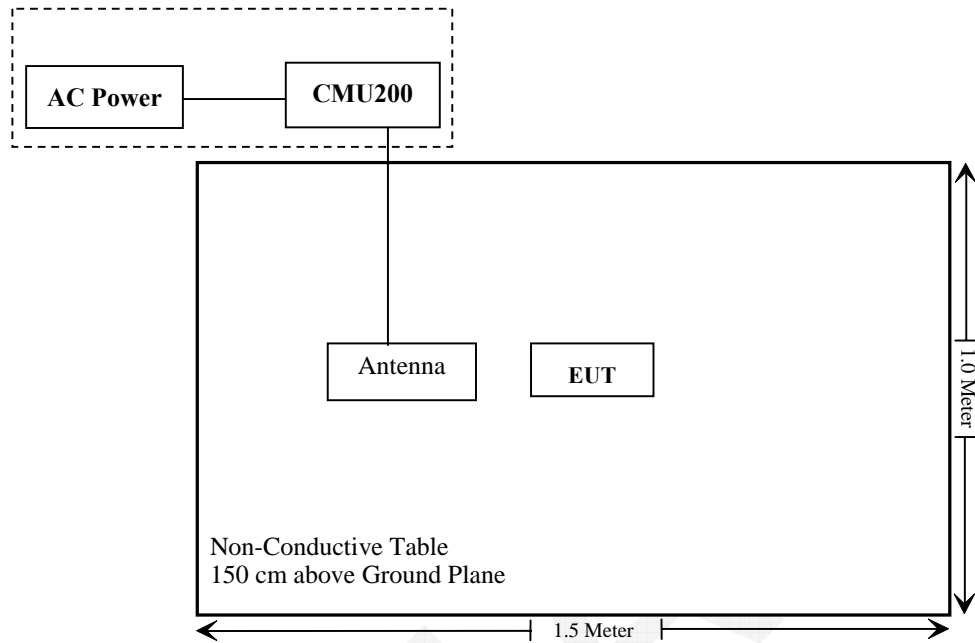 AC Power
CMU200
Antenna
EUT
1.0 Meter
Non-Conductive Table
150 cm above Ground Plane
1.5 Meter